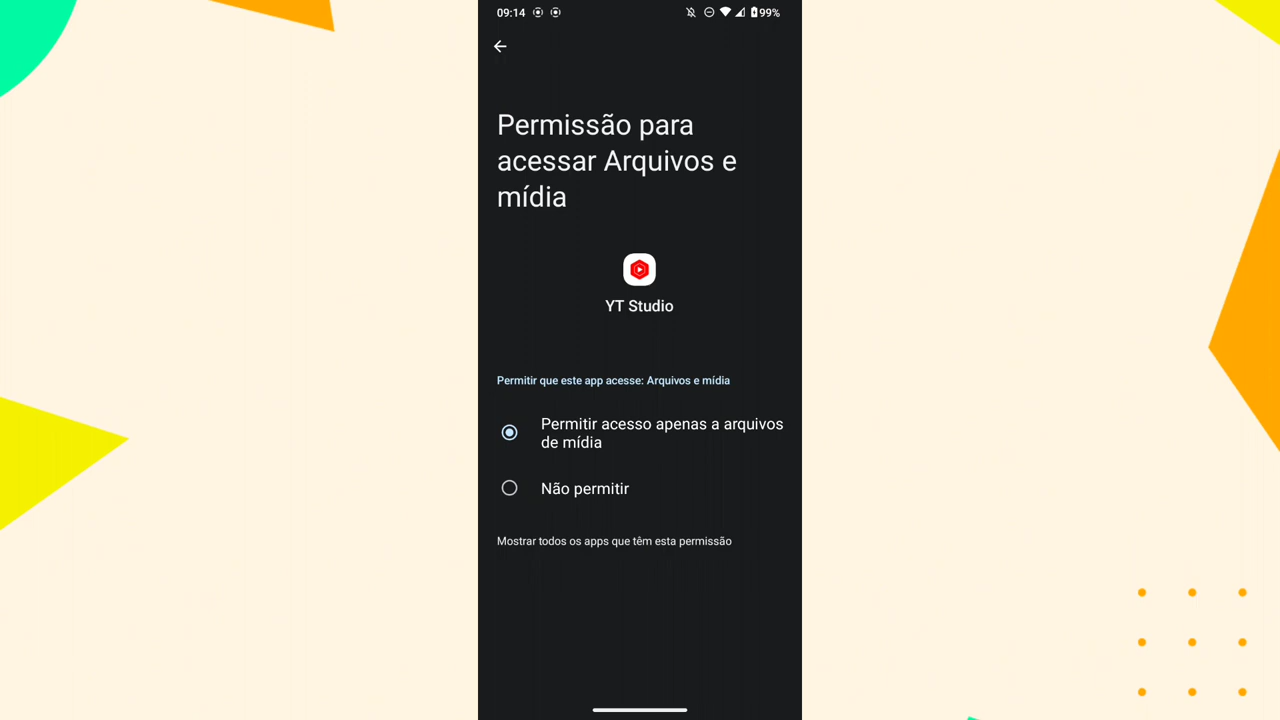 09:14
99%
Permissão para
acessar Arquivos e
mídia
YT Studio
Permitir que este app acesse: Arquivos e mídia
Permitir acesso apenas a arquivos
de mídia
Não permitir
Mostrar todos os apps que têm esta permissão